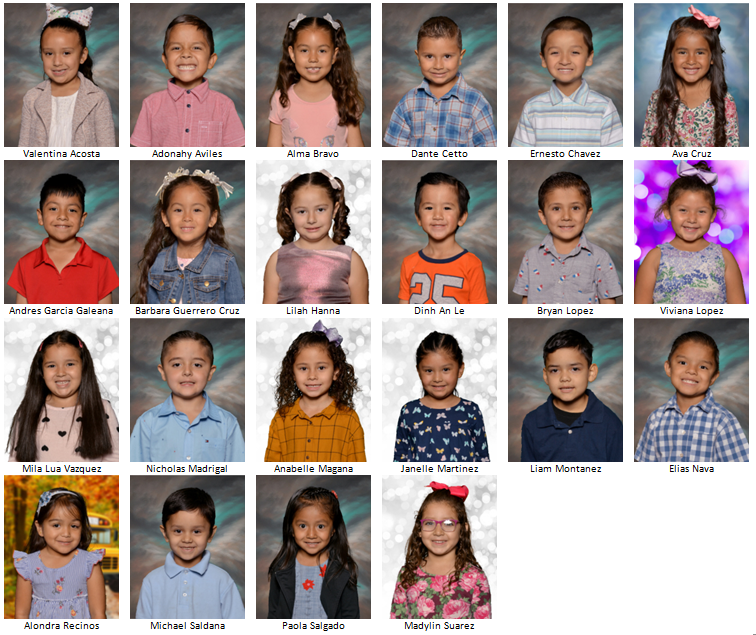 Valentina Acosta Adonahy Aviles Alma Bravo Dante Cetto Ernesto Chavez Ava Cruz
25
Andres Garcia Galeana Barbara Guerrero Cruz Lilah Hanna Dinh An Le Bryan Lopez Viviana Lopez
Mila Lua Vazquez Nicholas Madrigal Anabelle Magana Janelle Martinez Liam Montanez Elias Nava
Alondra Recinos Michael Saldana Paola Salgado Madylin Suarez